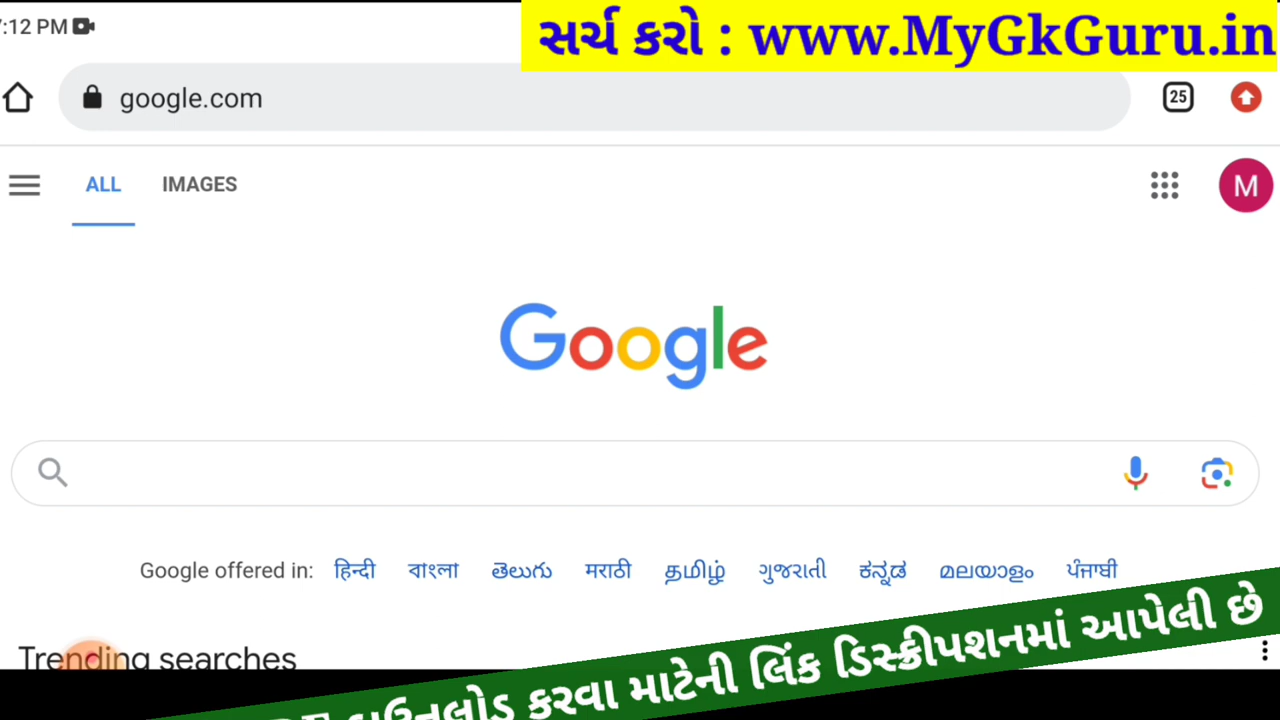 :12 PM
સર્ચ કરો : www.MyGkGuru.in
google.com
25
ALL IMAGES
M
Google
Google offered in: हिन्दी বাংলা తెలుగు मराठी தமிழ் ગુજરાતી ಕನ್ನಡ മലയാളം ਪੰਜਾਬੀ
Trending searches
કરવા માટેની લિંક ડિસ્ક્રીપશનમાં આપેલી છે